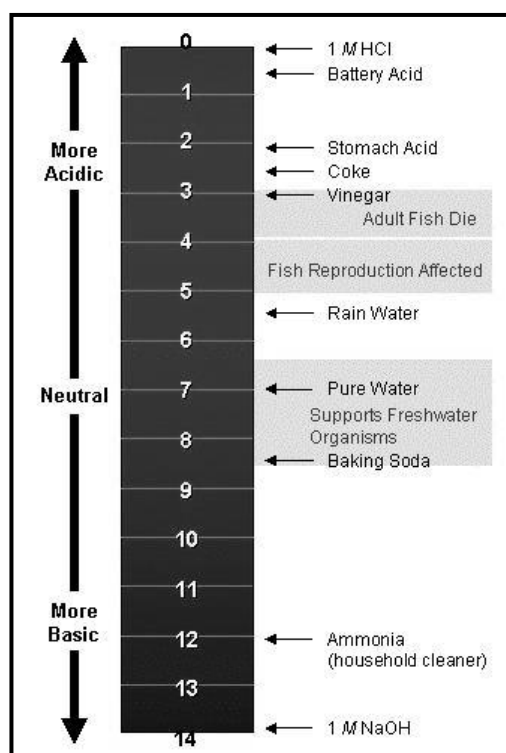 0
1 M HCl
Battery Acid
1
More
Acidic
2
Stomach Acid
Coke
3
Vinegar
Adult Fish Die
4
Fish Reproduction Affected
5
Rain Water
6
Neutral
7
Pure Water
Supports Freshwater
Organisms
8
Baking Soda
9
10
11
More
Basic
12
Ammonia
(household cleaner)
13
1 M NaOH
14